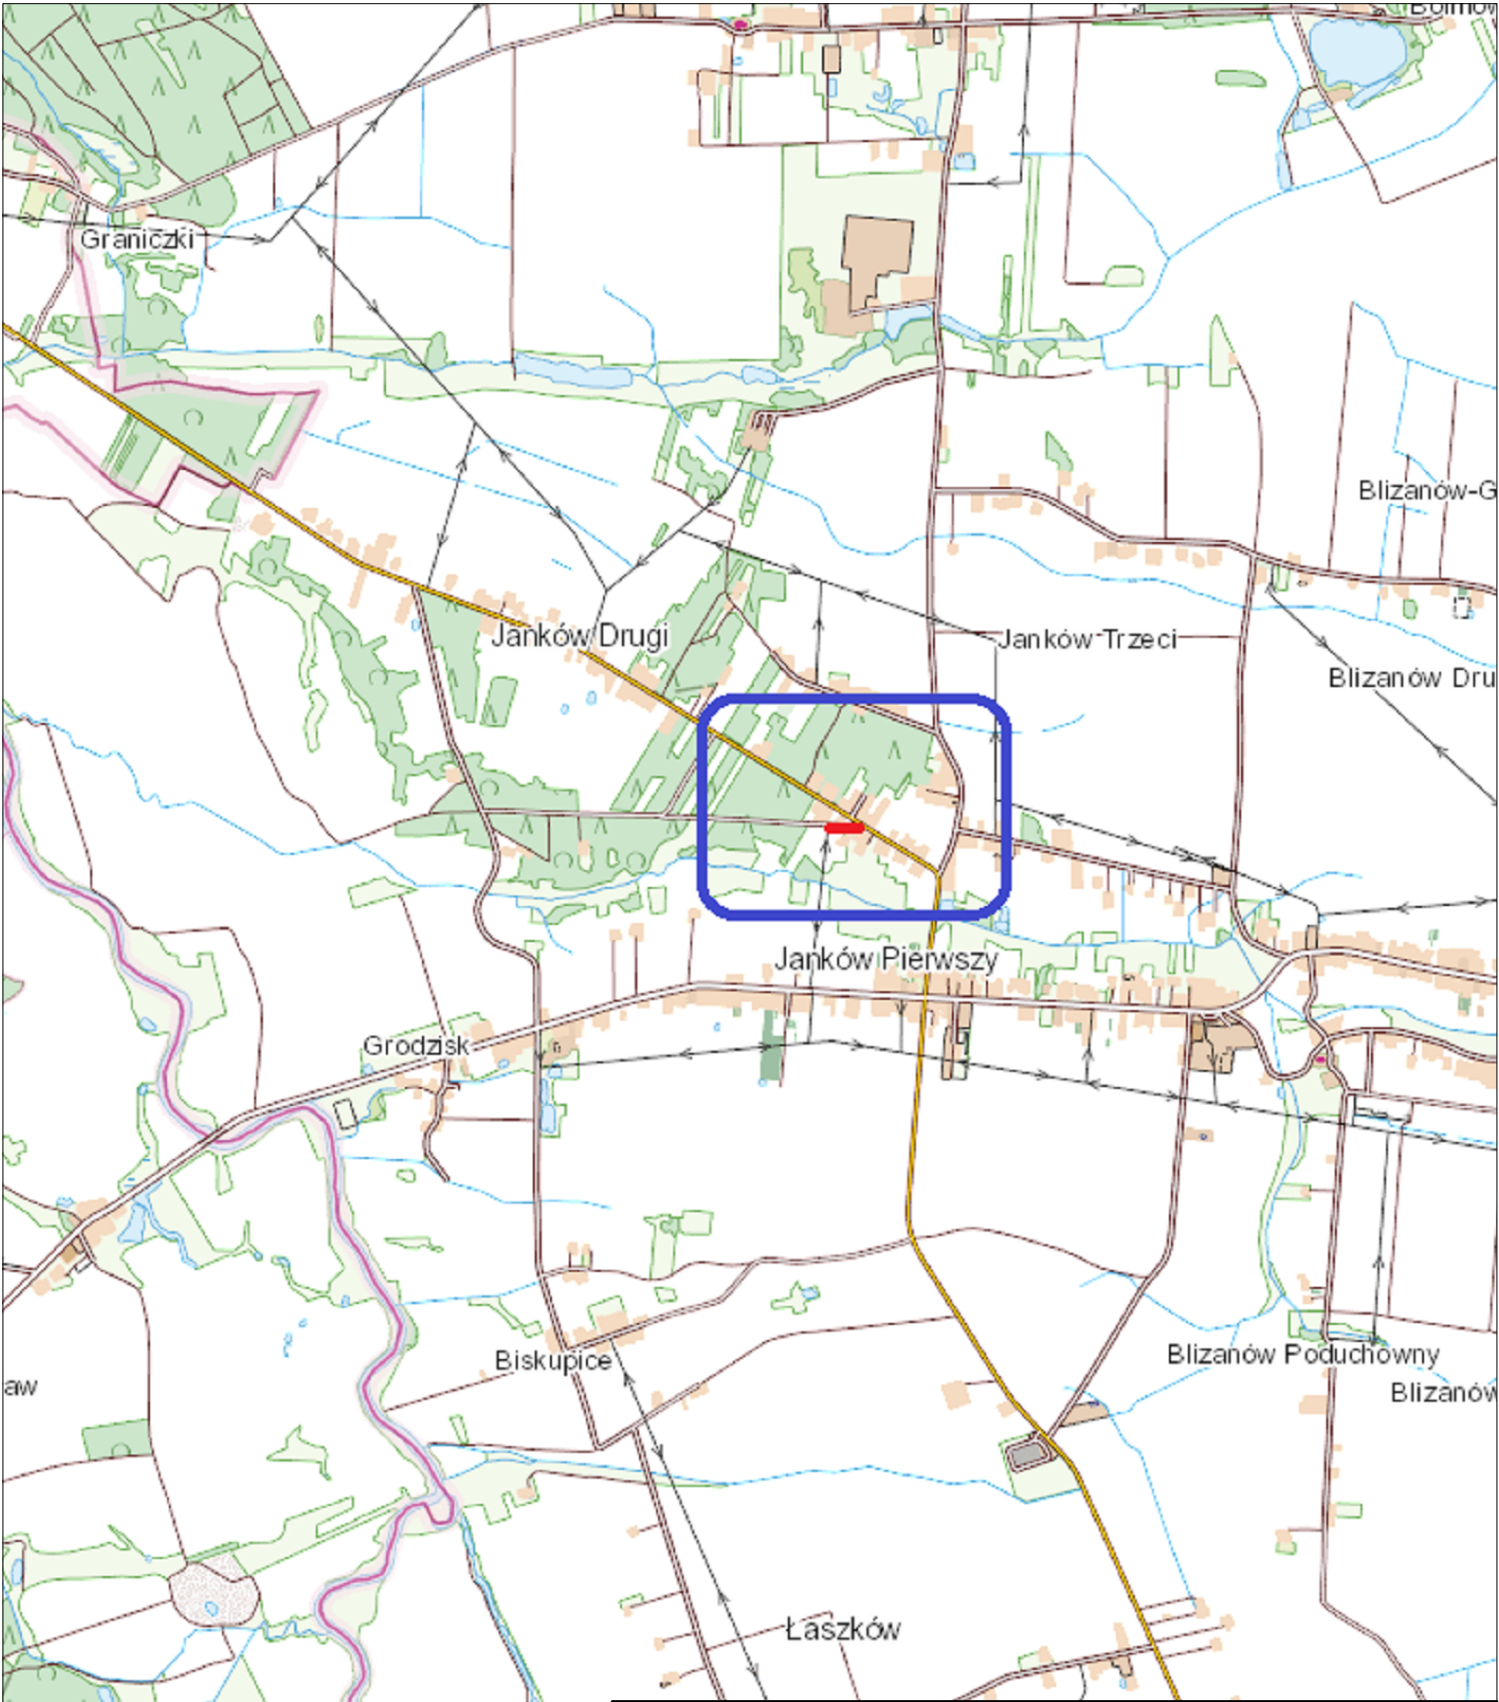 Graniczki
Blizanów-G
Janków Drugi
Janków Trzeci
Blizanów Dru
Janków Pierwszy
Grodzisk
Biskupice
Blizanów Poduchowny
aw
Blizanów
Łaszków